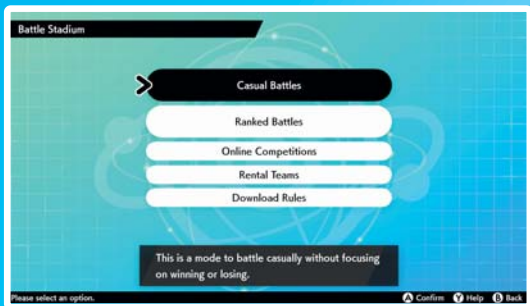 Battle Stadium
Casual Battles
Ranked Battles
Online Competitions
Rental Teams
Download Rules
This is a mode to battle casually without focusing
on winning or losing.
Please select an option.
A Confirm Y Help B Back